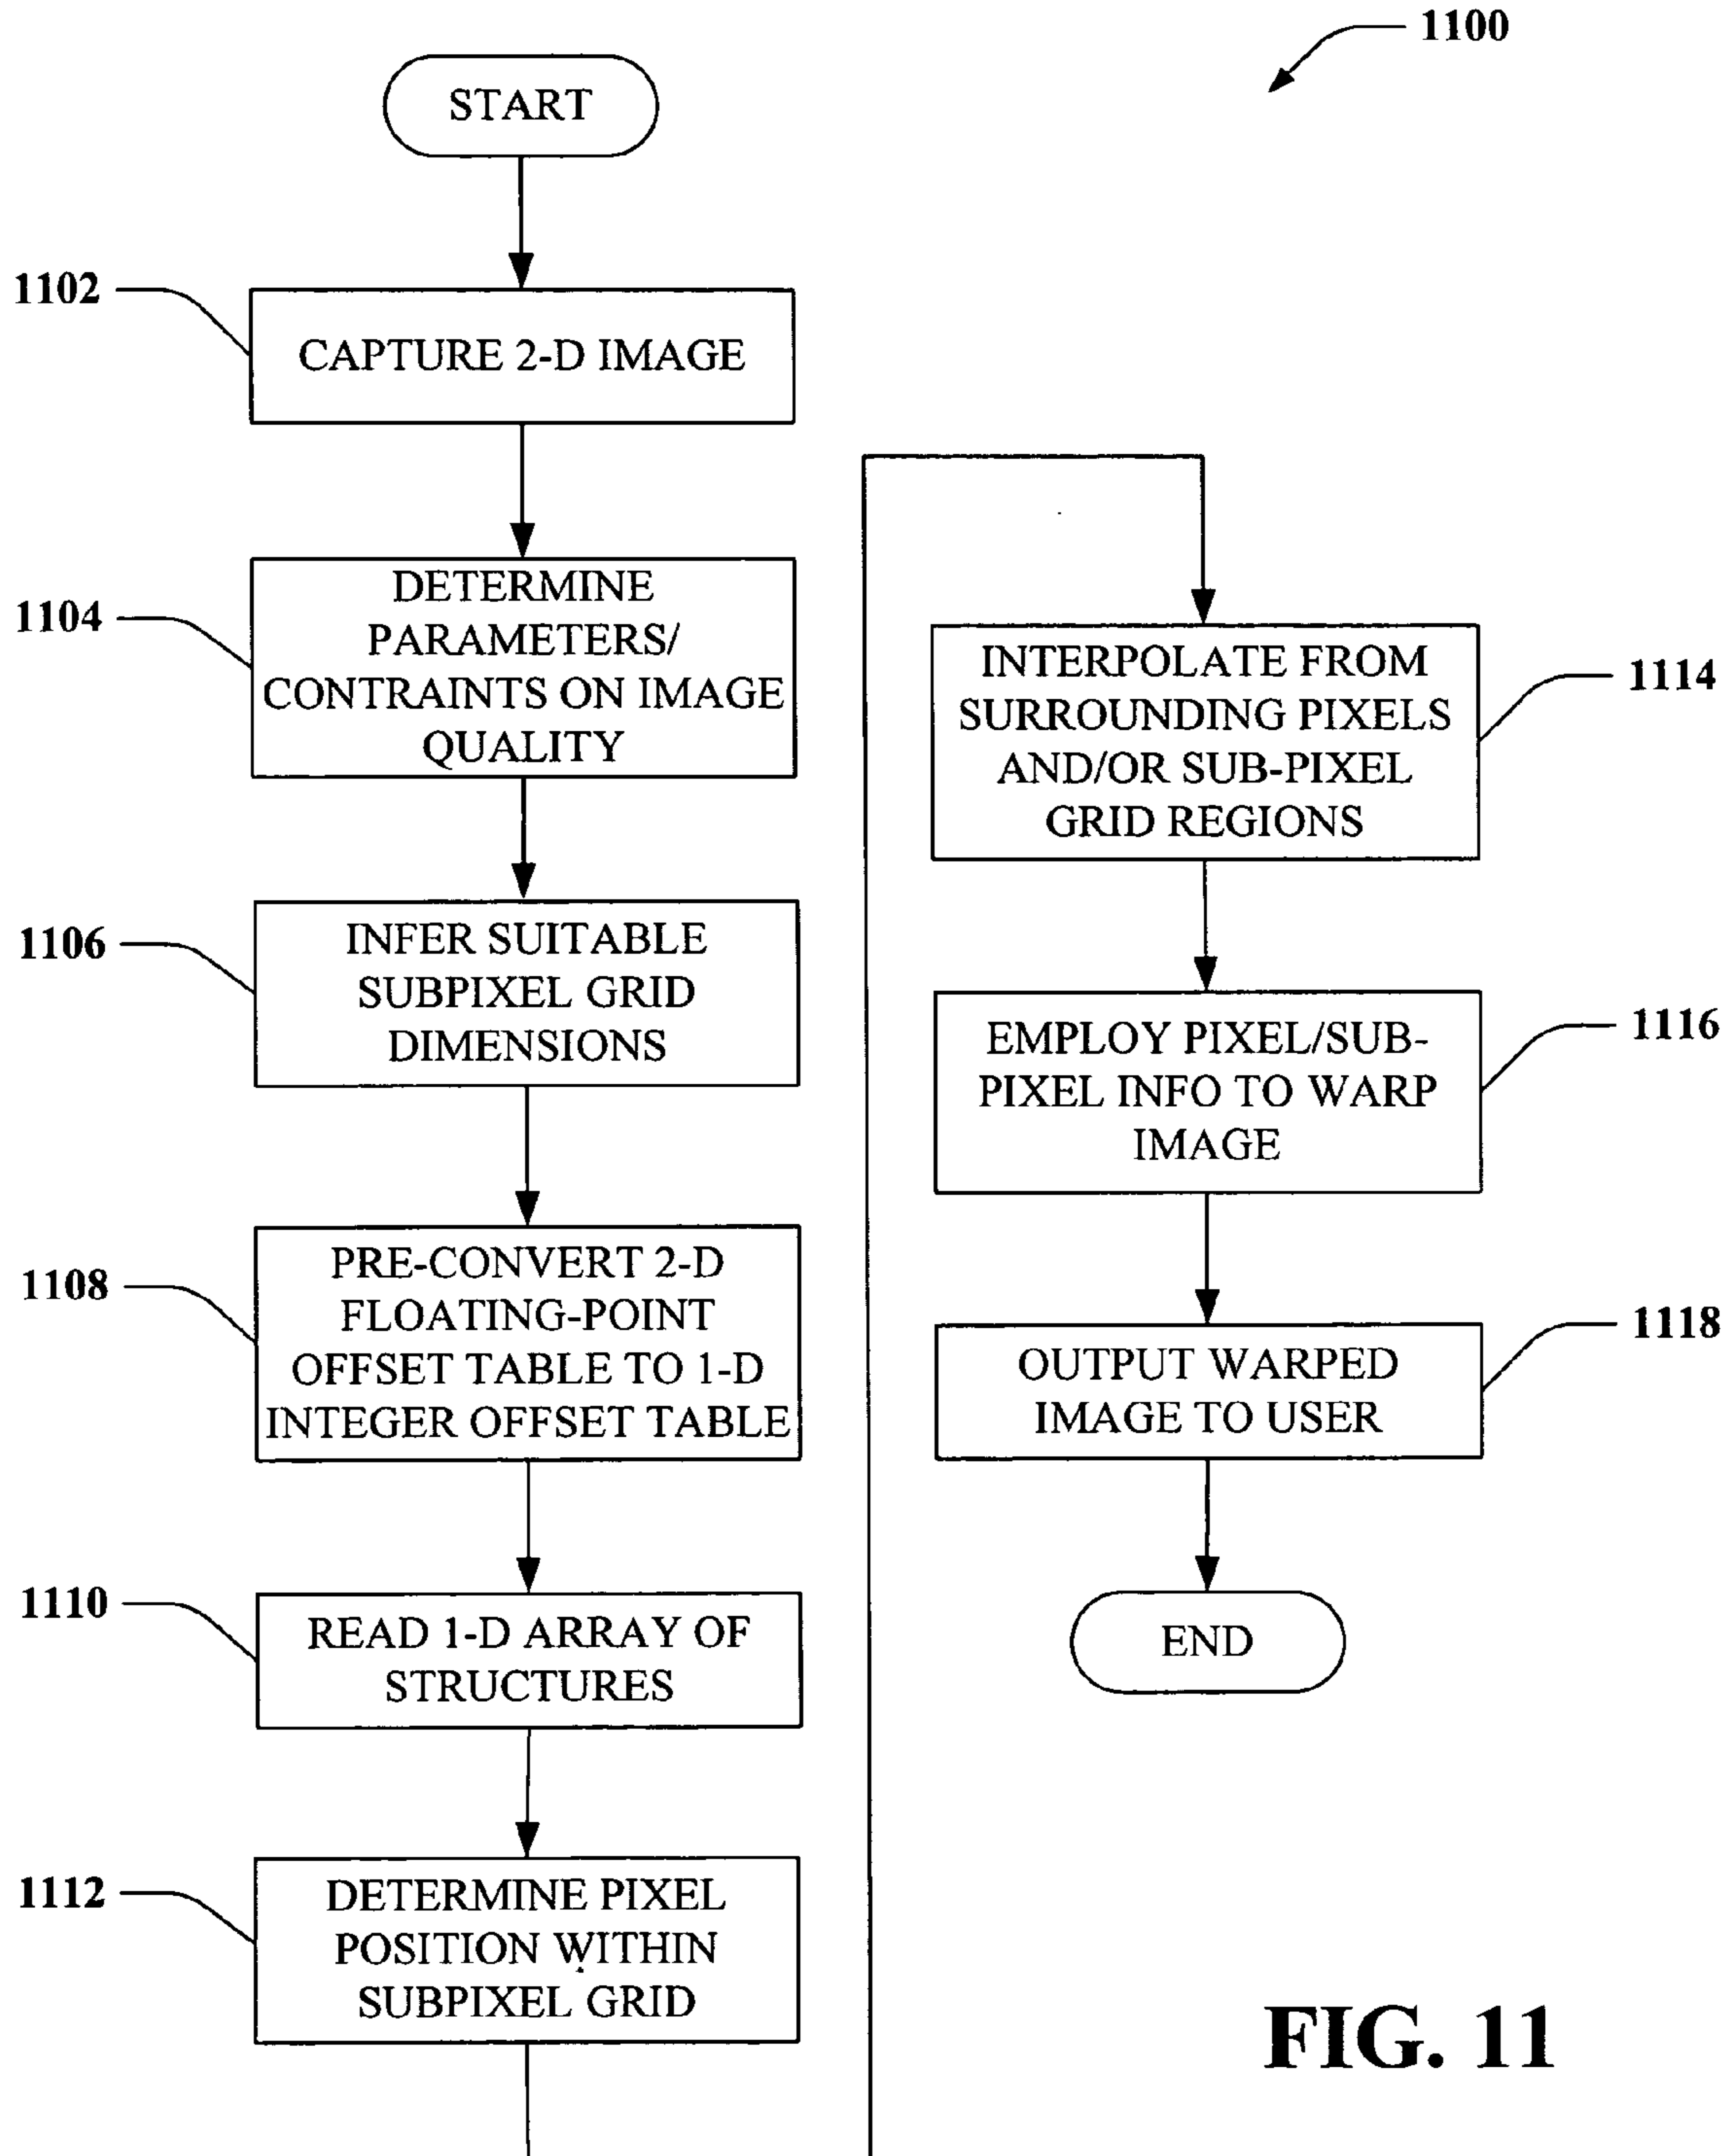 1100
START
1102
CAPTURE 2-D IMAGE
1104
DETERMINE
PARAMETERS/
CONTRAINTS ON IMAGE
QUALITY
1106
INFER SUITABLE
SUBPIXEL GRID
DIMENSIONS
1108
PRE-CONVERT 2-D
FLOATING-POINT
OFFSET TABLE TO 1-D
INTEGER OFFSET TABLE
1110
READ 1-D ARRAY OF
STRUCTURES
1112
DETERMINE PIXEL
POSITION WITHIN
SUBPIXEL GRID
INTERPOLATE FROM
SURROUNDING PIXELS
AND/OR SUB-PIXEL
GRID REGIONS
1114
EMPLOY PIXEL/SUB-
PIXEL INFO TO WARP
IMAGE
1116
OUTPUT WARPED
IMAGE TO USER
1118
END
FIG. 11